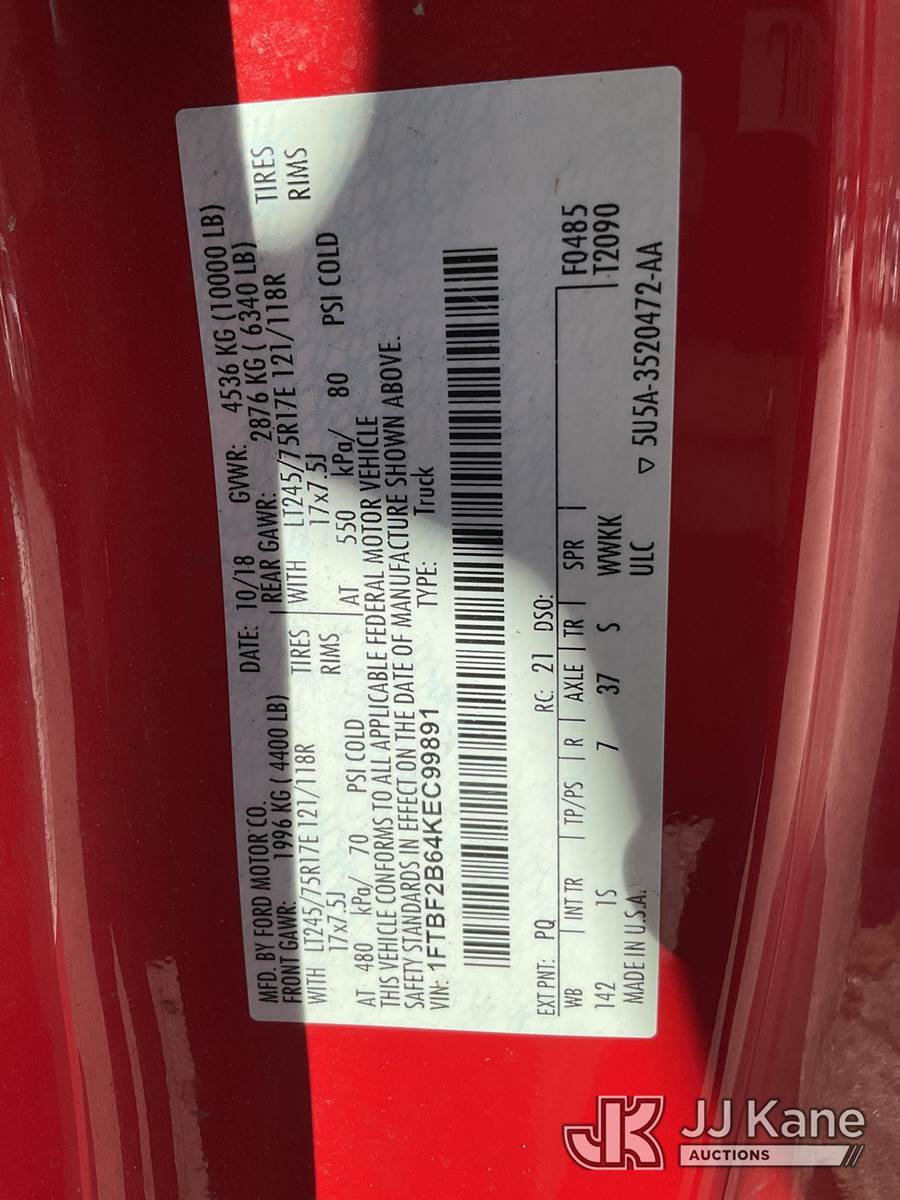 MFD. BY FORD MOTOR CO.
DATE: 10/18 GVWR: 4536 KG (10000 LB)
FRONT GAWR: 1996 KG ( 4400 LB) REAR GAWR: 2876 KG ( 6340 LB)
WITH LT245/75R17E 121/118R TIRES WITH LT245/75R17E 121/118R TIRES
17x7.5J RIMS 17x7.5J RIMS
AT 480 kPa/ 70 PSI COLD AT 550 kPa/ 80 PSI COLD
THIS VEHICLE CONFORMS TO ALL APPLICABLE FEDERAL MOTOR VEHICLE
SAFETY STANDARDS IN EFFECT ON THE DATE OF MANUFACTURE SHOWN ABOVE.
VIN: 1FTBF2B64KEC99891 TYPE: Truck
EXT PNT: PQ RC: 21 DSO:
WB INT TR TP/PS R AXLE TR SPR F0485
142 1S 7 37 S WWKK T2090
MADE IN U.S.A. ULC ▽ 5U5A-3520472-AA
JK JJ Kane
AUCTIONS